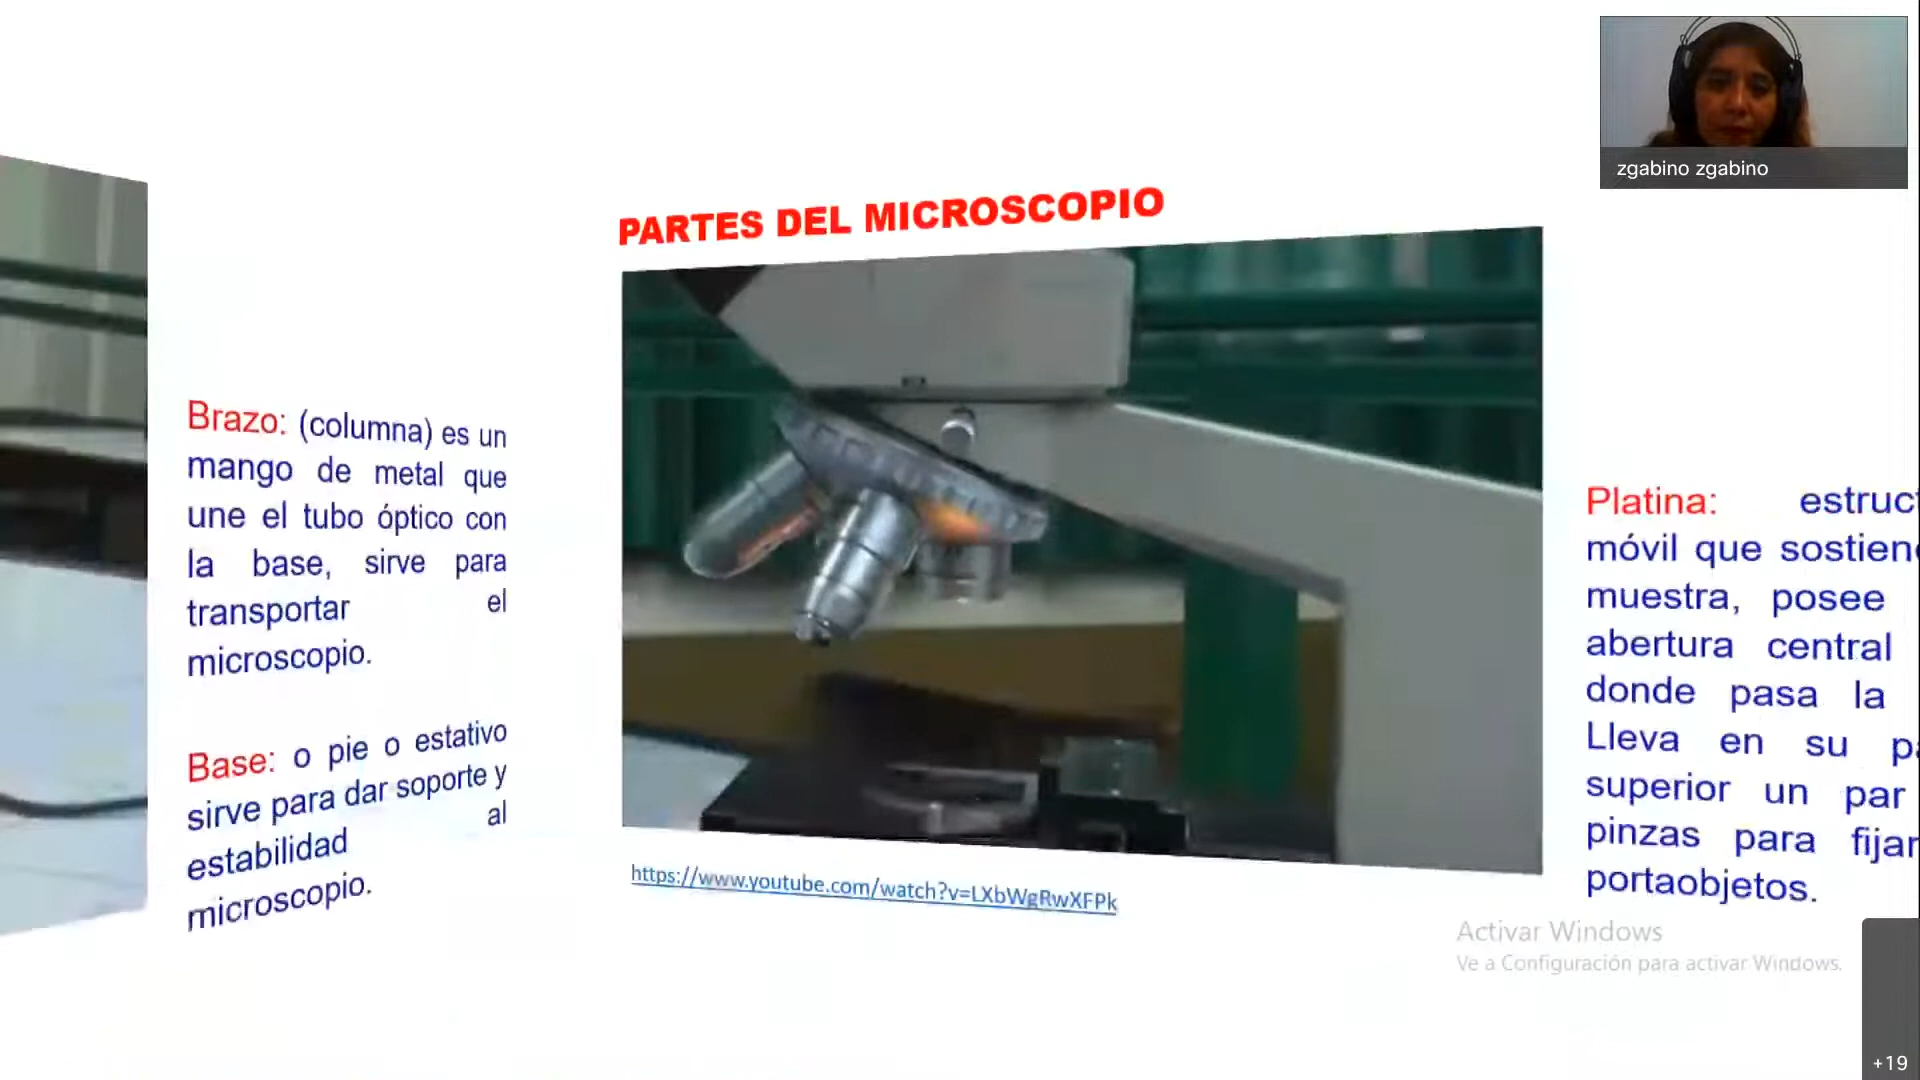 zgabino zgabino
PARTES DEL MICROSCOPIO
Brazo: (columna) es un
mango de metal que
une el tubo óptico con
la base, sirve para
transportar el
microscopio.
Base: o pie o estativo
sirve para dar soporte y
estabilidad al
microscopio.
https://www.youtube.com/watch?v=LXbWgRwXFPk
Platina: estruct
móvil que sostiene
muestra, posee
abertura central
donde pasa la
Lleva en su pa
superior un par
pinzas para fijar
portaobjetos.
Activar Windows
Ve a Configuración para activar Windows.
+19